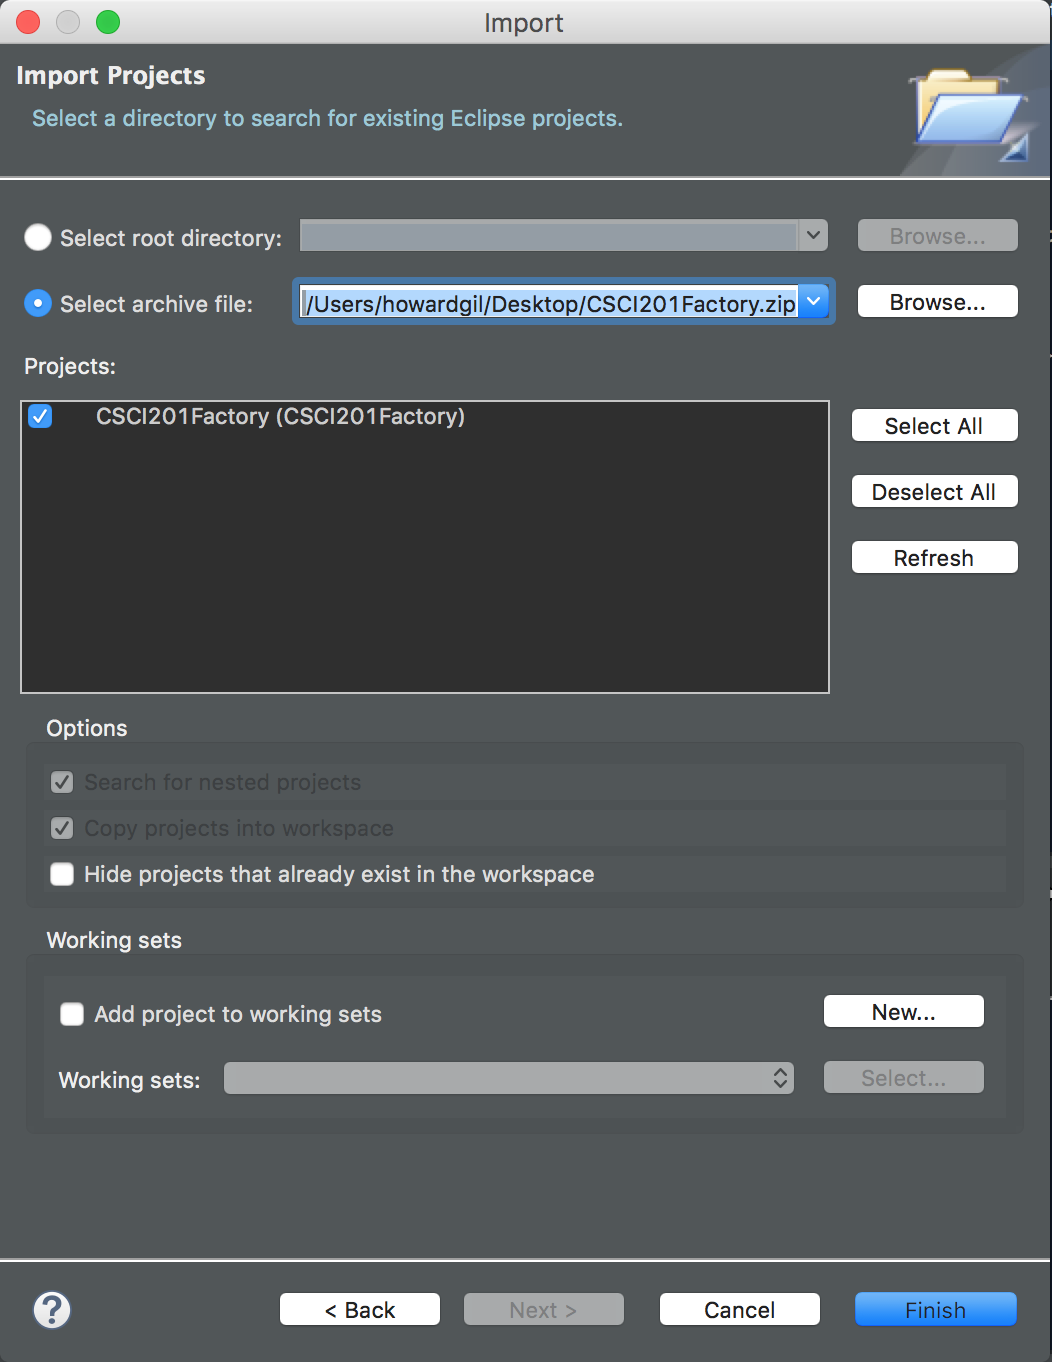 Import
Import Projects
Select a directory to search for existing Eclipse projects.
Select root directory:
Browse...
Select archive file:
/Users/howardgil/Desktop/CSCI201Factory.zip
Browse...
Projects:
CSCI201Factory (CSCI201Factory)
Select All
Deselect All
Refresh
Options
Search for nested projects
Copy projects into workspace
Hide projects that already exist in the workspace
Working sets
Add project to working sets
New...
Working sets:
Select...
?
< Back
Next >
Cancel
Finish